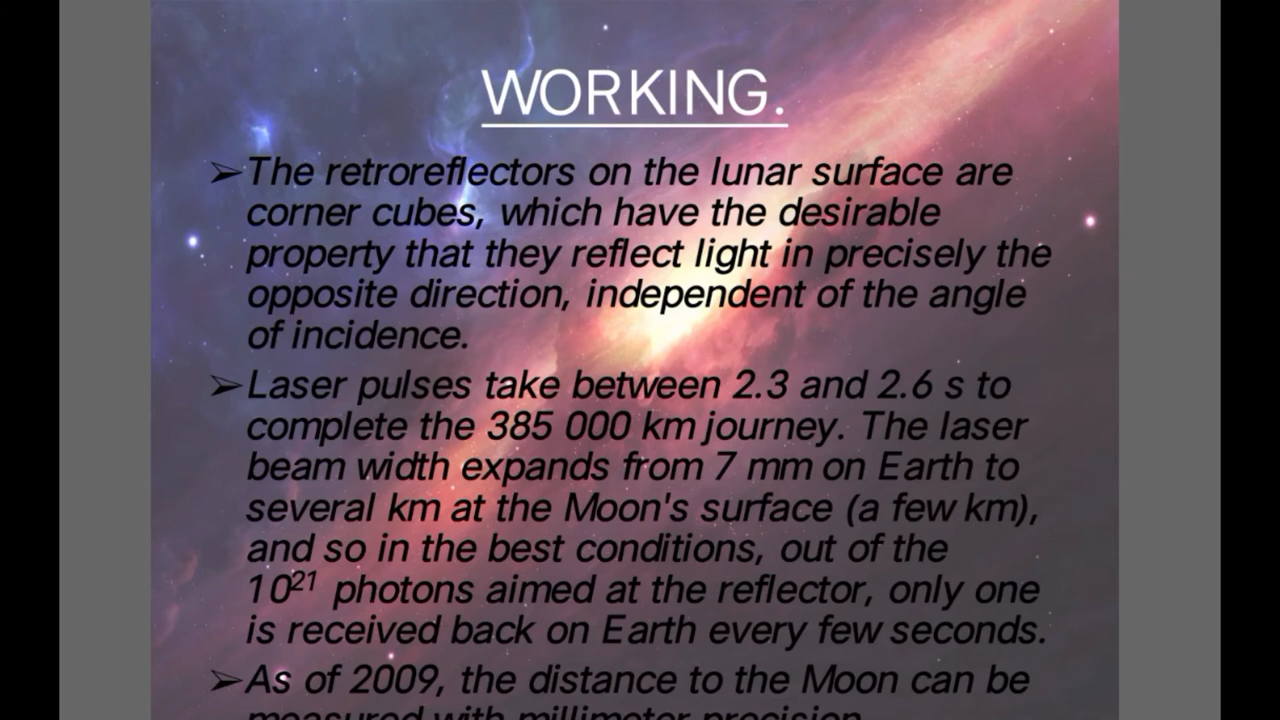 WORKING.
➢The retroreflectors on the lunar surface are
corner cubes, which have the desirable
property that they reflect light in precisely the
opposite direction, independent of the angle
of incidence.
➢Laser pulses take between 2.3 and 2.6 s to
complete the 385 000 km journey. The laser
beam width expands from 7 mm on Earth to
several km at the Moon's surface (a few km),
and so in the best conditions, out of the
10²¹ photons aimed at the reflector, only one
is received back on Earth every few seconds.
➢As of 2009, the distance to the Moon can be
measured with millimeter precision.